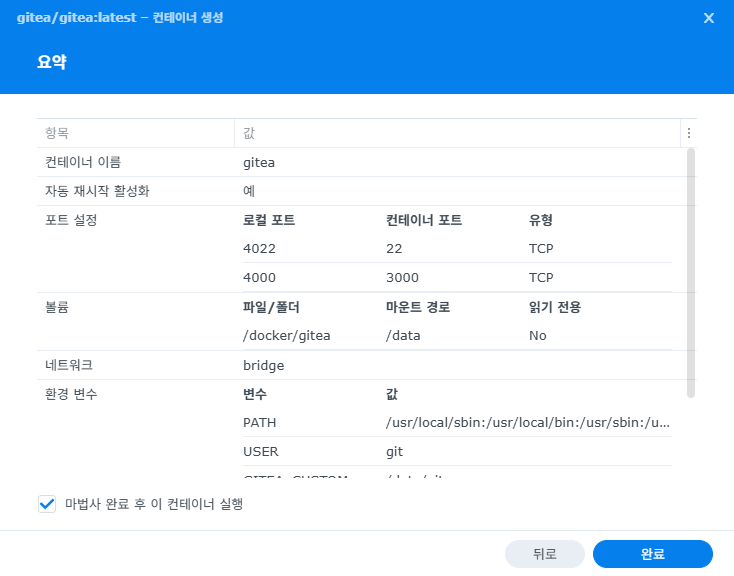 gitea/gitea:latest – 컨테이너 생성
요약
항목 값
컨테이너 이름 gitea
자동 재시작 활성화 예
포트 설정 로컬 포트 컨테이너 포트 유형
4022 22 TCP
4000 3000 TCP
볼륨 파일/폴더 마운트 경로 읽기 전용
/docker/gitea /data No
네트워크 bridge
환경 변수 변수 값
PATH /usr/local/sbin:/usr/local/bin:/usr/sbin:/u...
USER git
마법사 완료 후 이 컨테이너 실행
뒤로 완료